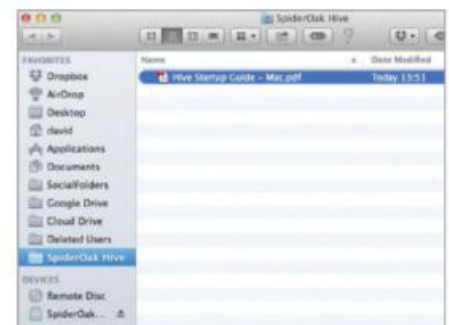 SpiderOak Hive
FAVORITES
Name
Date Modified
Hive Startup Guide – Mac.pdf
Today 13:51
Dropbox
AirDrop
Desktop
david
Applications
Documents
SocialFolders
Google Drive
Cloud Drive
Deleted Users
SpiderOak Hive
DEVICES
Remote Disc
SpiderOak...